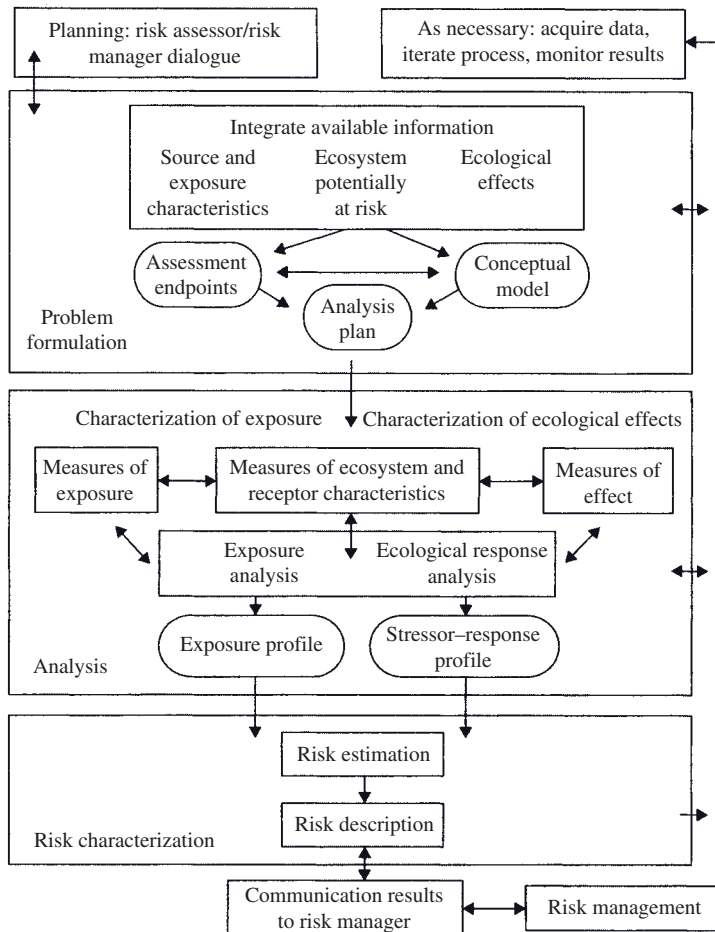 Planning: risk assessor/risk
manager dialogue
As necessary: acquire data,
iterate process, monitor results
Integrate available information
Source and
exposure
characteristics
Ecosystem
potentially
at risk
Ecological
effects
Assessment
endpoints
Conceptual
model
Analysis
plan
Problem
formulation
Characterization of exposure
Characterization of ecological effects
Measures of
exposure
Measures of ecosystem and
receptor characteristics
Measures of
effect
Exposure
analysis
Ecological response
analysis
Exposure profile
Stressor–response
profile
Analysis
Risk estimation
Risk description
Risk characterization
Communication results
to risk manager
Risk management